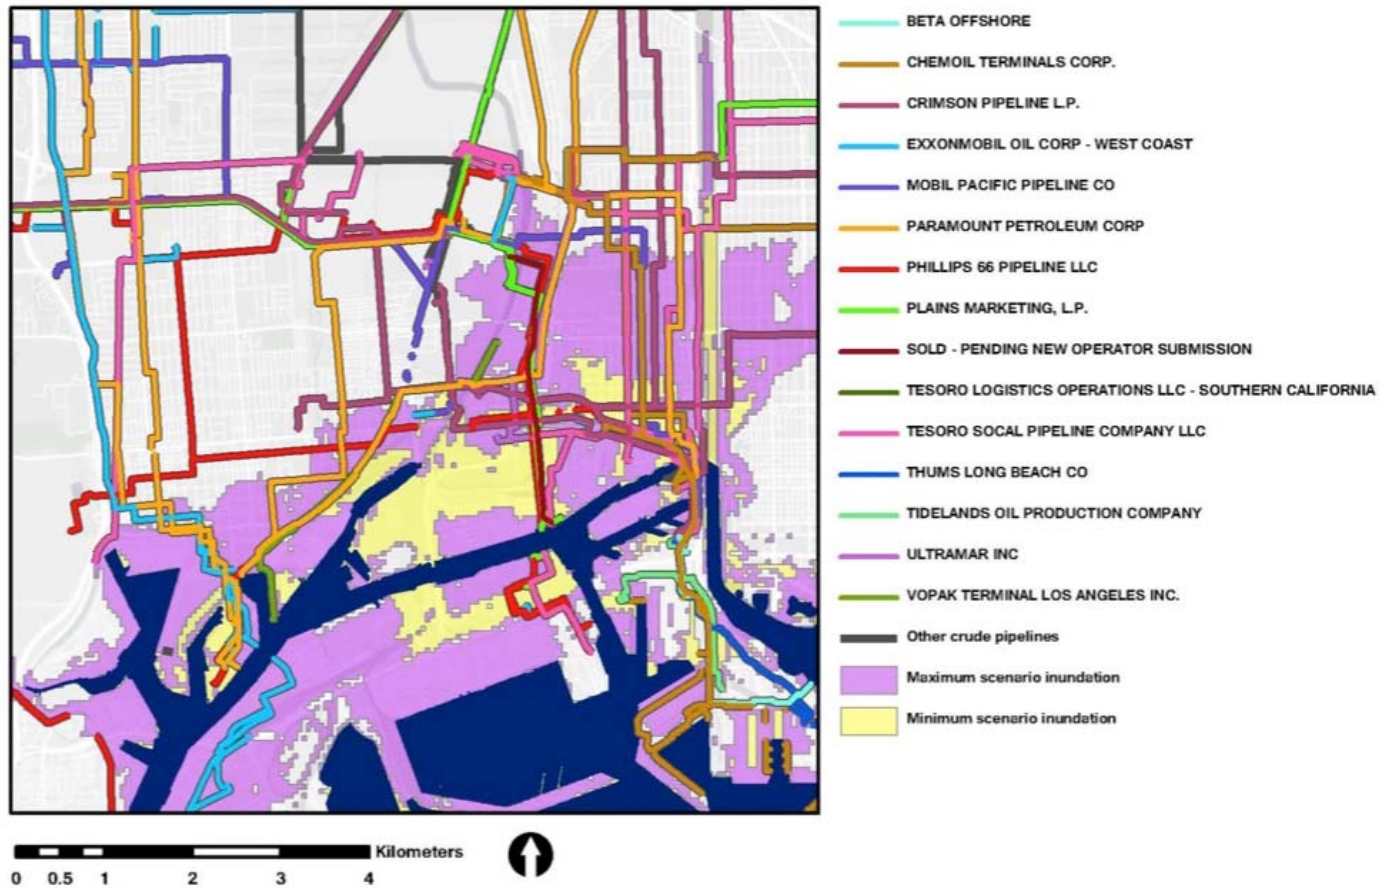 BETA OFFSHORE
CHEMOIL TERMINALS CORP.
CRIMSON PIPELINE L.P.
EXXONMOBIL OIL CORP - WEST COAST
MOBIL PACIFIC PIPELINE CO
PARAMOUNT PETROLEUM CORP
PHILLIPS 66 PIPELINE LLC
PLAINS MARKETING, L.P.
SOLD - PENDING NEW OPERATOR SUBMISSION
TESORO LOGISTICS OPERATIONS LLC - SOUTHERN CALIFORNIA
TESORO SOCAL PIPELINE COMPANY LLC
THUMS LONG BEACH CO
TIDELANDS OIL PRODUCTION COMPANY
ULTRAMAR INC
VOPAK TERMINAL LOS ANGELES INC.
Other crude pipelines
Maximum scenario inundation
Minimum scenario inundation
Kilometers
0 0.5 1 2 3 4